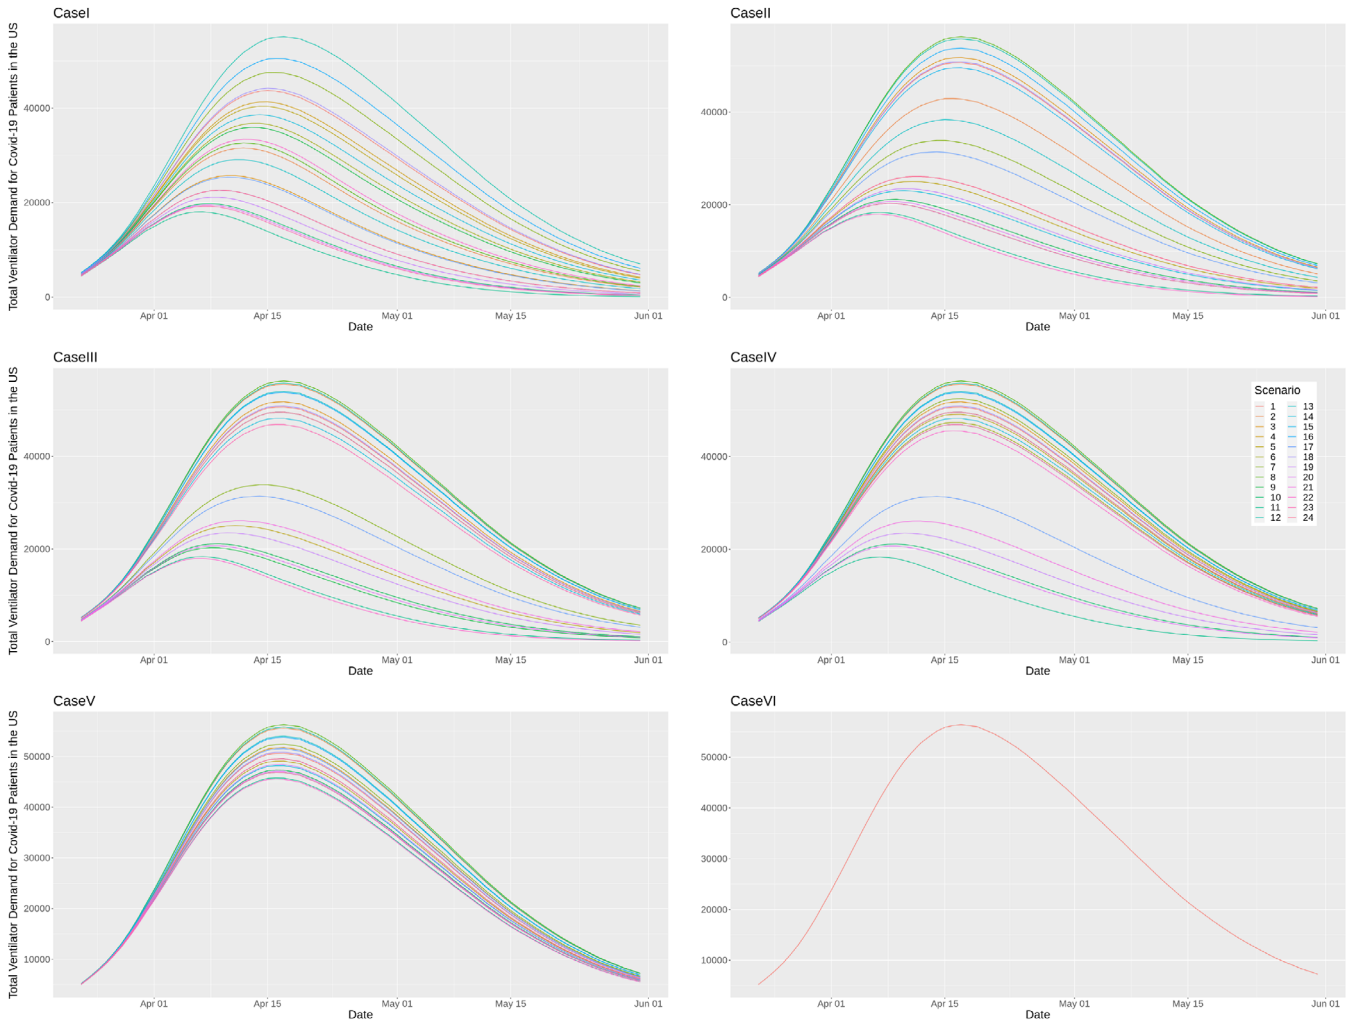 CaseI
Total Ventilator Demand for Covid-19 Patients in the US
40000
20000
0
Apr 01 Apr 15 May 01 May 15 Jun 01
Date
CaseII
40000
20000
0
Apr 01 Apr 15 May 01 May 15 Jun 01
Date
CaseIII
Total Ventilator Demand for Covid-19 Patients in the US
40000
20000
0
Apr 01 Apr 15 May 01 May 15 Jun 01
Date
CaseIV
40000
20000
0
Apr 01 Apr 15 May 01 May 15 Jun 01
Date
Scenario
1 13
2 14
3 15
4 16
5 17
6 18
7 19
8 20
9 21
10 22
11 23
12 24
CaseV
Total Ventilator Demand for Covid-19 Patients in the US
50000
40000
30000
20000
10000
Apr 01 Apr 15 May 01 May 15 Jun 01
Date
CaseVI
50000
40000
30000
20000
10000
Apr 01 Apr 15 May 01 May 15 Jun 01
Date